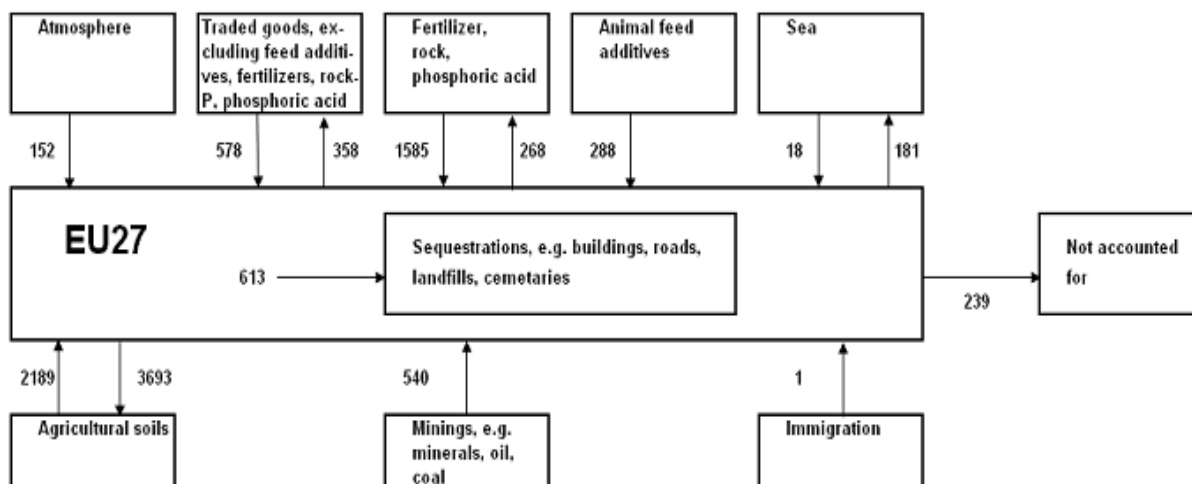 Atmosphere
Traded goods, ex-
cluding feed additi-
ves, fertilizers, rock-
P, phosphoric acid
Fertilizer,
rock,
phosphoric acid
Animal feed
additives
Sea
152
578
358
1585
268
288
18
181
EU27
Sequestrations, e.g. buildings, roads,
landfills, cemetaries
613
Not accounted
for
239
2189
3693
540
1
Agricultural soils
Minings, e.g.
minerals, oil,
coal
Immigration